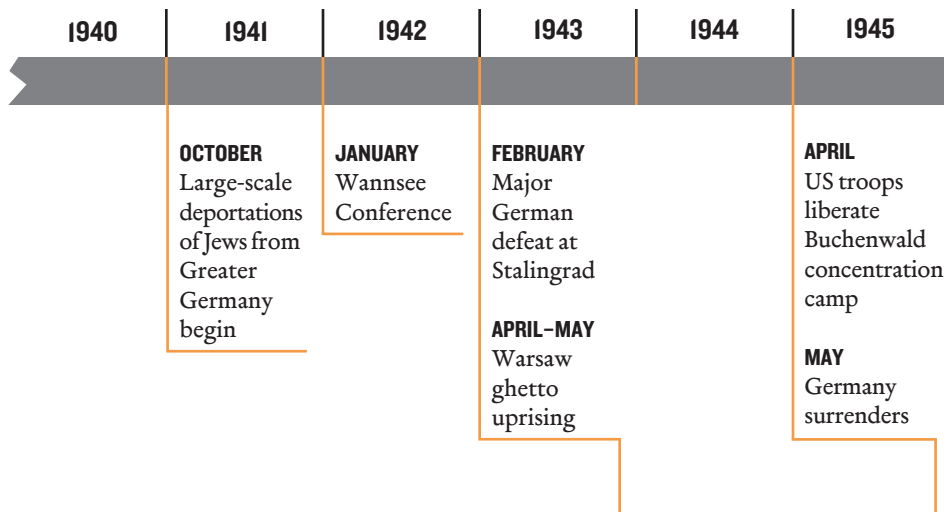 1940 1941 1942 1943 1944 1945
OCTOBER
Large-scale
deportations
of Jews from
Greater
Germany
begin
JANUARY
Wannsee
Conference
FEBRUARY
Major
German
defeat at
Stalingrad
APRIL–MAY
Warsaw
ghetto
uprising
APRIL
US troops
liberate
Buchenwald
concentration
camp
MAY
Germany
surrenders